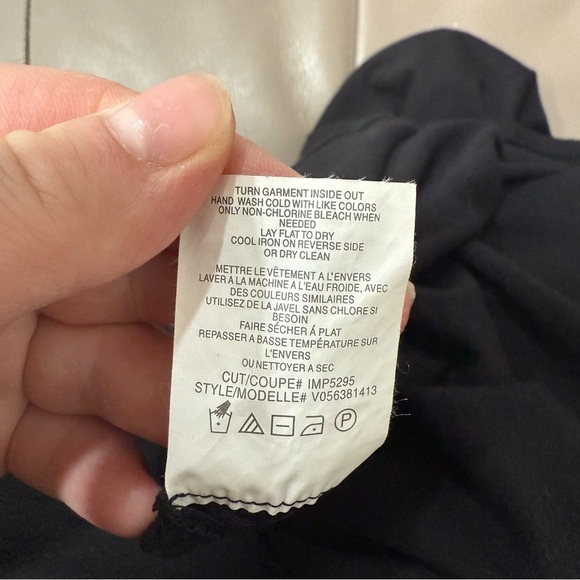 TURN GARMENT INSIDE OUT
HAND WASH COLD WITH LIKE COLORS
ONLY NON-CHLORINE BLEACH WHEN
NEEDED
LAY FLAT TO DRY
COOL IRON ON REVERSE SIDE
OR DRY CLEAN
METTRE LE VÊTEMENT A L'ENVERS
LAVER A LA MACHINE A L'EAU FROIDE, AVEC
DES COULEURS SIMILAIRES
UTILISEZ DE LA JAVEL SANS CHLORE SI
BESOIN
FAIRE SÉCHER Á PLAT
REPASSER A BASSE TEMPÉRATURE SUR
L'ENVERS
OU NETTOYER A SEC
CUT/COUPE# IMP5295
STYLE/MODELLE# V056381413
P